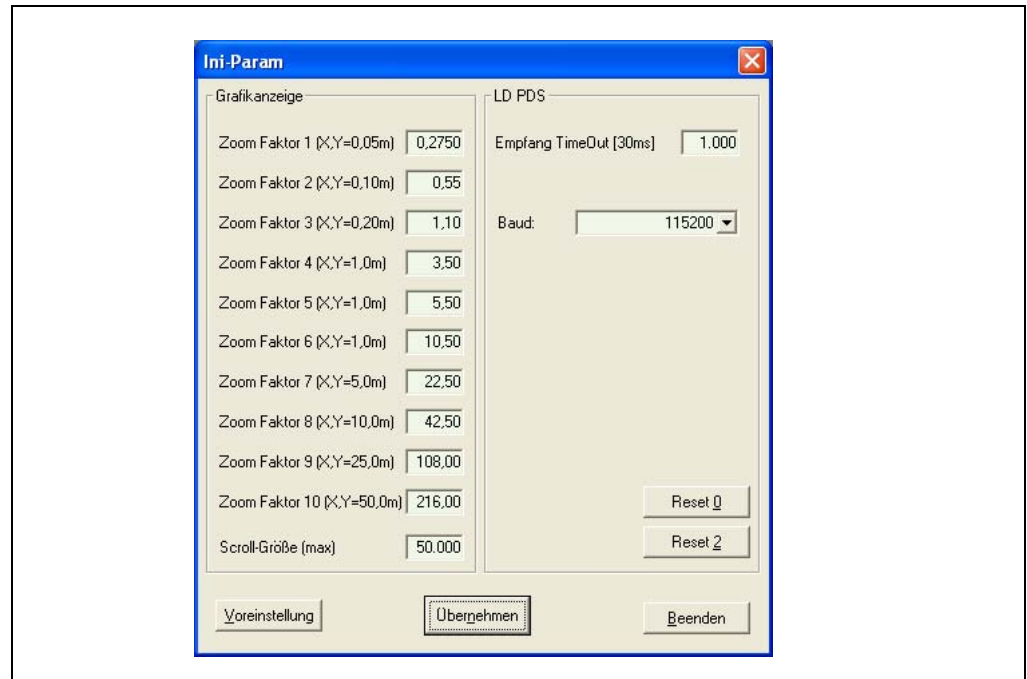 Ini-Param
Grafikanzeige
Zoom Faktor 1 (X,Y=0,05m) 0,2750
Zoom Faktor 2 (X,Y=0,10m) 0,55
Zoom Faktor 3 (X,Y=0,20m) 1,10
Zoom Faktor 4 (X,Y=1,0m) 3,50
Zoom Faktor 5 (X,Y=1,0m) 5,50
Zoom Faktor 6 (X,Y=1,0m) 10,50
Zoom Faktor 7 (X,Y=5,0m) 22,50
Zoom Faktor 8 (X,Y=10,0m) 42,50
Zoom Faktor 9 (X,Y=25,0m) 108,00
Zoom Faktor 10 (X,Y=50,0m) 216,00
Scroll-Größe (max) 50.000
LD PDS
Empfang TimeOut [30ms] 1.000
Baud: 115200
Reset 0
Reset 2
Voreinstellung
Übernehmen
Beenden